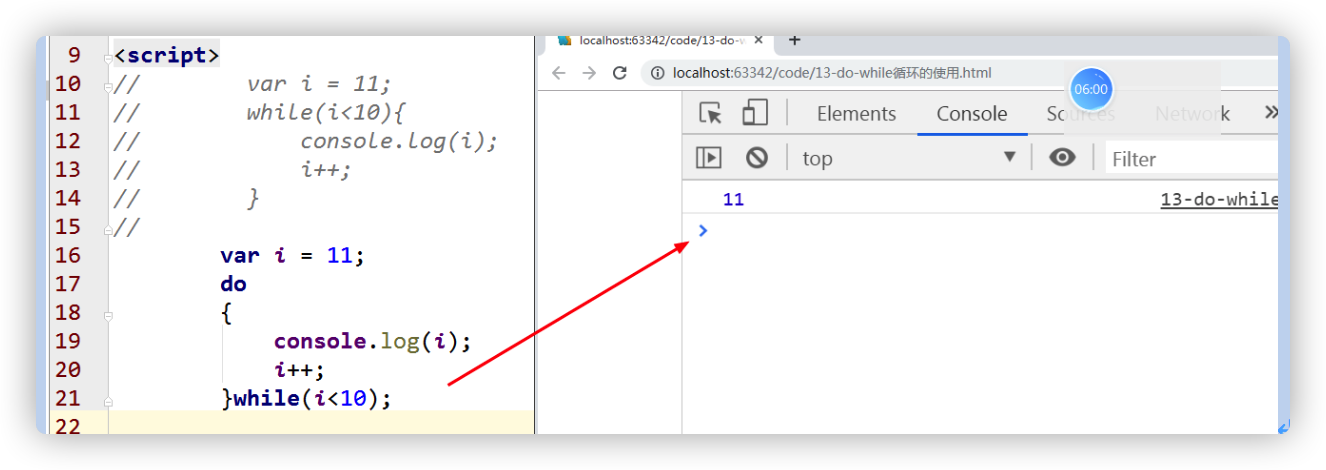 9 <script>
10 // var i = 11;
11 // while(i<10){
12 // console.log(i);
13 // i++;
14 // }
15 //
16 var i = 11;
17 do
18 {
19 console.log(i);
20 i++;
21 }while(i<10);
22
localhost:63342/code/13-do-w
localhost:63342/code/13-do-while循环的使用.html
06:00
Elements Console Sources Network
top Filter
11 13-do-while